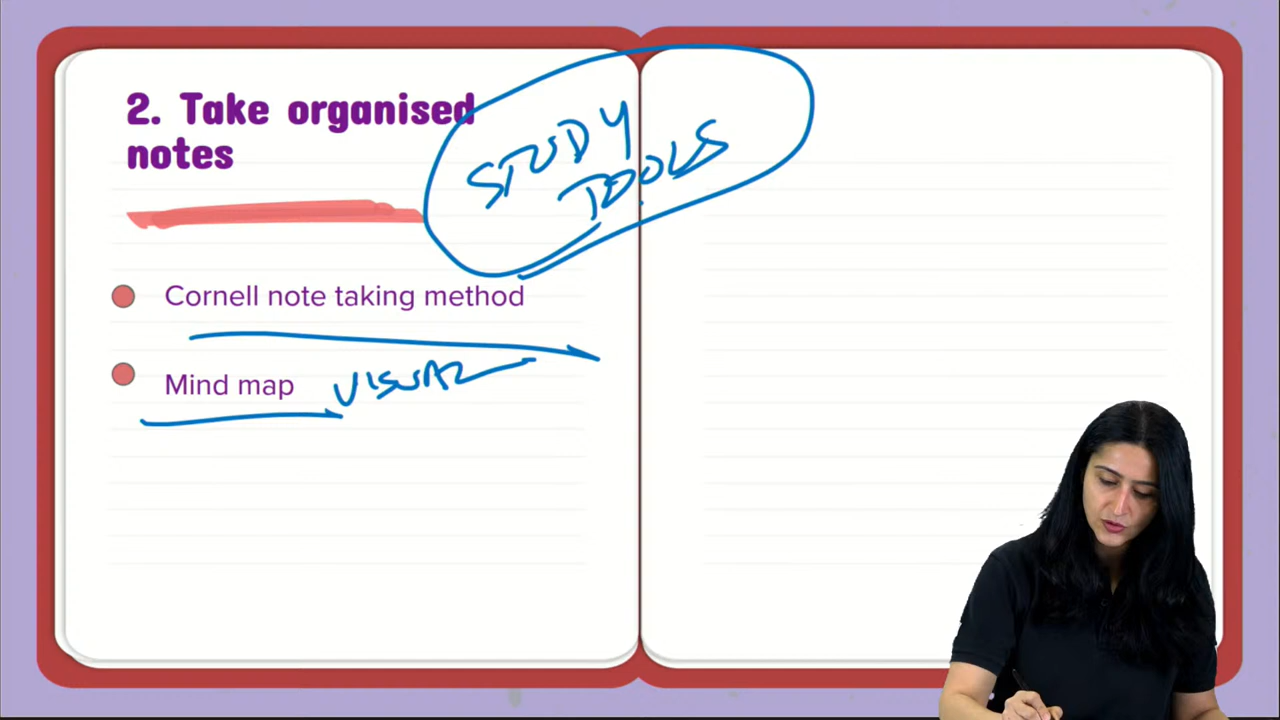 2. Take organised
notes
STUDY
TOOLS
Cornell note taking method
Mind map VISUAL